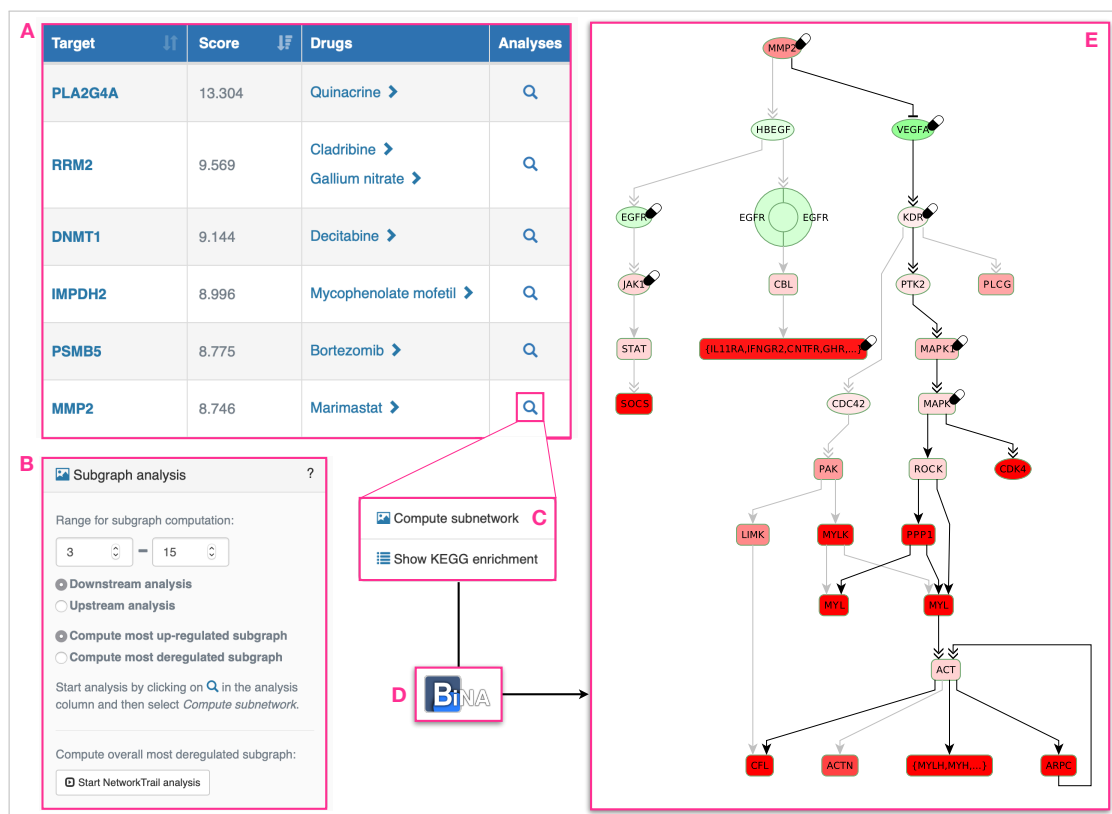 A
Target Score Drugs Analyses
PLA2G4A 13.304 Quinacrine
RRM2 9.569 Cladribine
Gallium nitrate
DNMT1 9.144 Decitabine
IMPDH2 8.996 Mycophenolate mofetil
PSMB5 8.775 Bortezomib
MMP2 8.746 Marimastat
B
Subgraph analysis ?
Range for subgraph computation:
3 – 15
Downstream analysis
Upstream analysis
Compute most up-regulated subgraph
Compute most deregulated subgraph
Start analysis by clicking on in the analysis
column and then select Compute subnetwork.
Compute overall most deregulated subgraph:
Start NetworkTrail analysis
Compute subnetwork C
Show KEGG enrichment
D
BiNA
E
MMP2
HBEGF VEGFA
EGFR EGFR EGFR KDR
JAK1 CBL PTK2 PLCG
STAT {IL11RA,IFNGR2,CNTFR,GHR,...} MAPK1
SOCS CDC42 MAPK
PAK ROCK CDK4
LIMK MYLK PPP1
MYL MYL
ACT
CFL ACTN {MYLH,MYH,...} ARPC